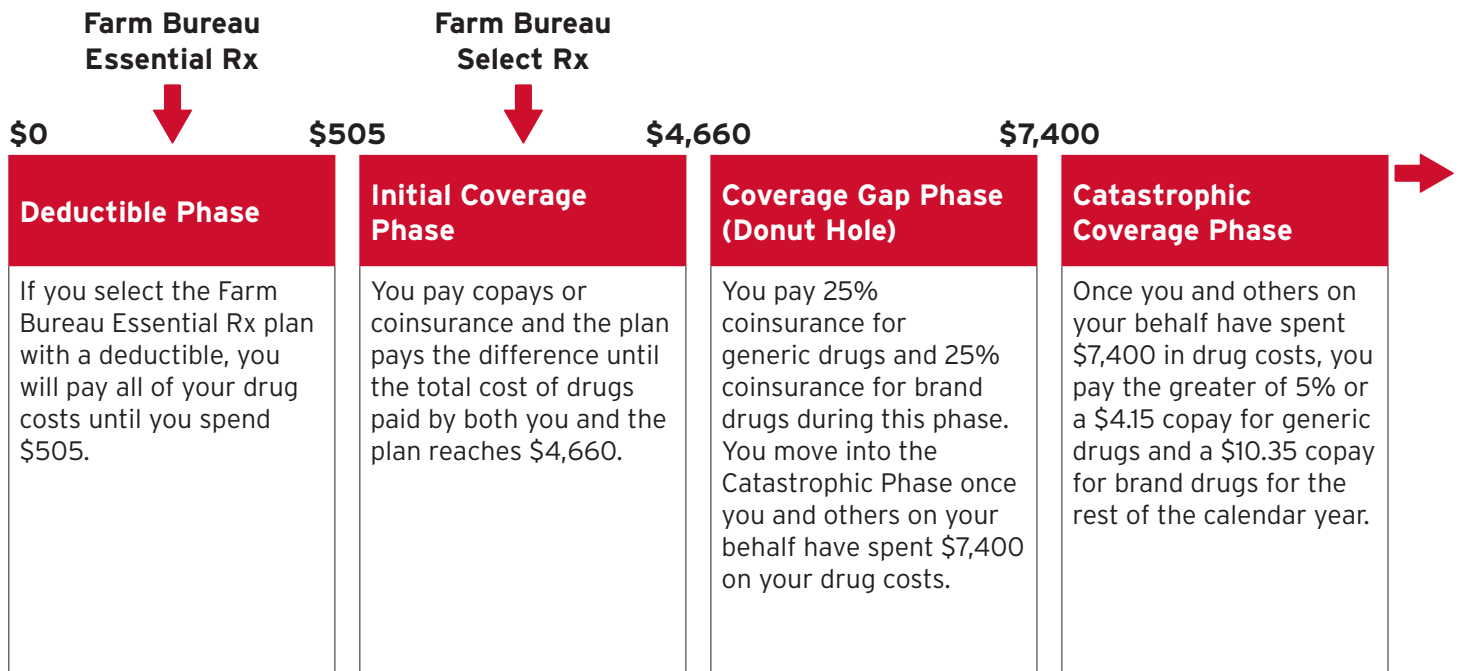 Farm Bureau
Essential Rx
Farm Bureau
Select Rx
$0
$505
$4,660
$7,400
Deductible Phase
If you select the Farm
Bureau Essential Rx plan
with a deductible, you
will pay all of your drug
costs until you spend
$505.
Initial Coverage
Phase
You pay copays or
coinsurance and the plan
pays the difference until
the total cost of drugs
paid by both you and the
plan reaches $4,660.
Coverage Gap Phase
(Donut Hole)
You pay 25%
coinsurance for
generic drugs and 25%
coinsurance for brand
drugs during this phase.
You move into the
Catastrophic Phase once
you and others on your
behalf have spent $7,400
on your drug costs.
Catastrophic
Coverage Phase
Once you and others on
your behalf have spent
$7,400 in drug costs, you
pay the greater of 5% or
a $4.15 copay for generic
drugs and a $10.35 copay
for brand drugs for the
rest of the calendar year.